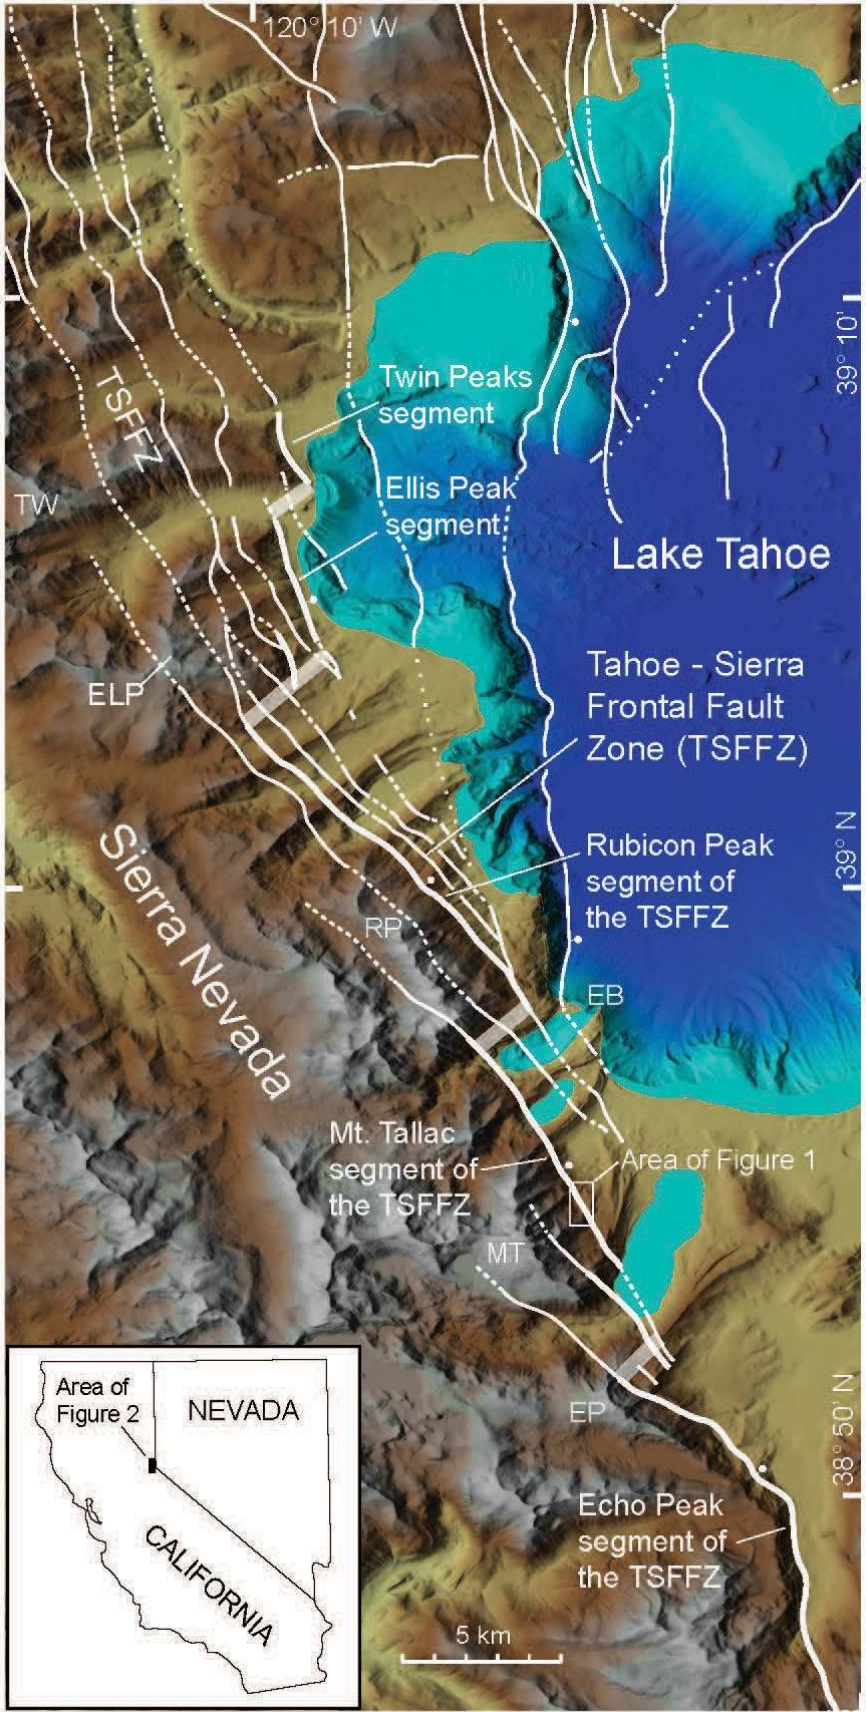 120° 10' W
39° 10'
Twin Peaks
segment
TSFFZ
Ellis Peak
segment
TW
Lake Tahoe
Tahoe - Sierra
Frontal Fault
Zone (TSFFZ)
ELP
39° N
Rubicon Peak
segment of
the TSFFZ
Sierra Nevada
RP
EB
Mt. Tallac
segment of
the TSFFZ
Area of Figure 1
MT
Area of
Figure 2
NEVADA
EP
38° 50' N
Echo Peak
segment of
the TSFFZ
CALIFORNIA
5 km